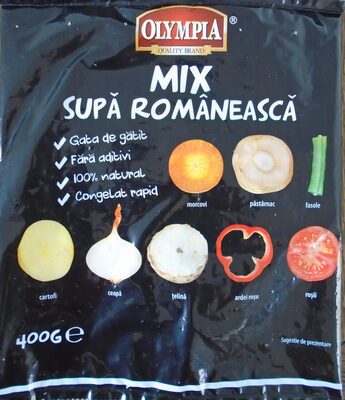 OLYMPIA
®
QUALITY BRAND
MIX
SUPĂ ROMÂNEASCĂ
Gata de gătit
Fără aditivi
100% natural
Congelat rapid
morcovi
păstârnac
fasole
cartofi
ceapă
țelină
ardei roșu
roșii
400G e
Sugestie de prezentare